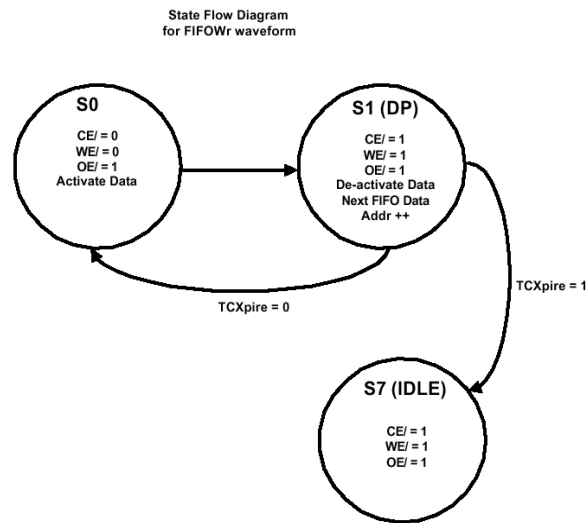 State Flow Diagram
for FIFOWr waveform
S0
CE/ = 0
WE/ = 0
OE/ = 1
Activate Data
S1 (DP)
CE/ = 1
WE/ = 1
OE/ = 1
De-activate Data
Next FIFO Data
Addr ++
TCXpire = 0
TCXpire = 1
S7 (IDLE)
CE/ = 1
WE/ = 1
OE/ = 1